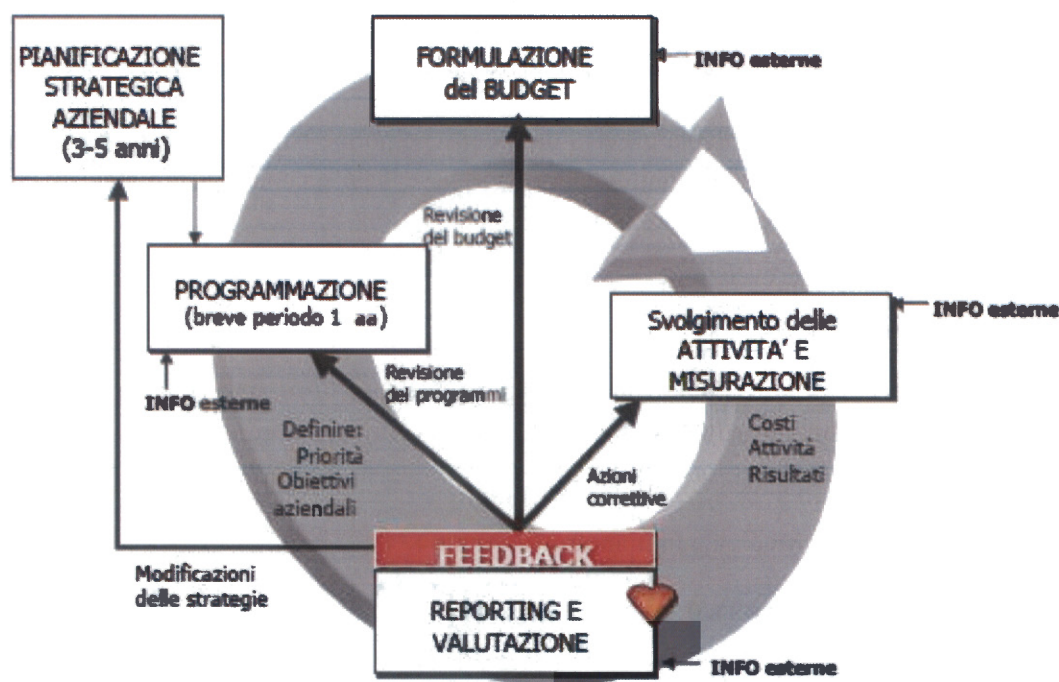 PIANIFICAZIONE
STRATEGICA
AZIENDALE
(3-5 anni)
FORMULAZIONE
del BUDGET
INFO esterne
Revisione
del budget
PROGRAMMAZIONE
(breve periodo 1 aa)
INFO esterne
Revisione
dei programmi
Svolgimento delle
ATTIVITA' E
MISURAZIONE
INFO esterne
Definire:
Priorità
Obiettivi
aziendali
Costi
Attività
Risultati
Azioni
correttive
Modificazioni
delle strategie
FEEDBACK
REPORTING E
VALUTAZIONE
INFO esterne